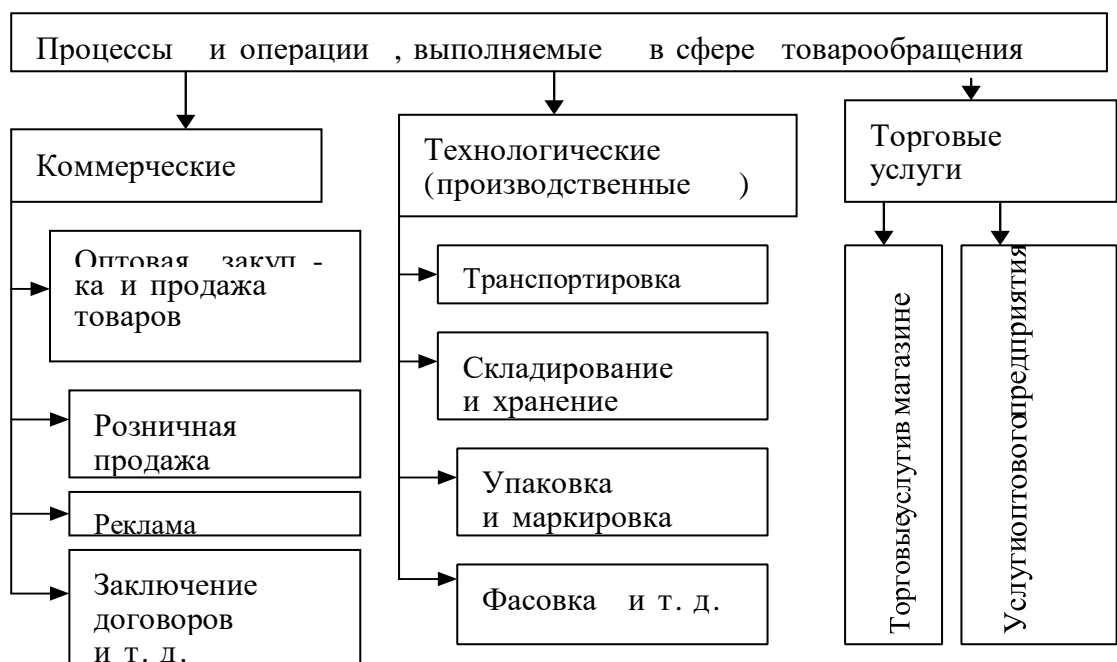 Процессы и операции , выполняемые в сфере товарообращения
Коммерческие
Технологические
(производственные )
Торговые
услуги
Оптовая закуп -
ка и продажа
товаров
Розничная
продажа
Реклама
Заключение
договоров
и т. д.
Транспортировка
Складирование
и хранение
Упаковка
и маркировка
Фасовка и т. д.
Торговые услуги в магазине
Услуги оптового предприятия